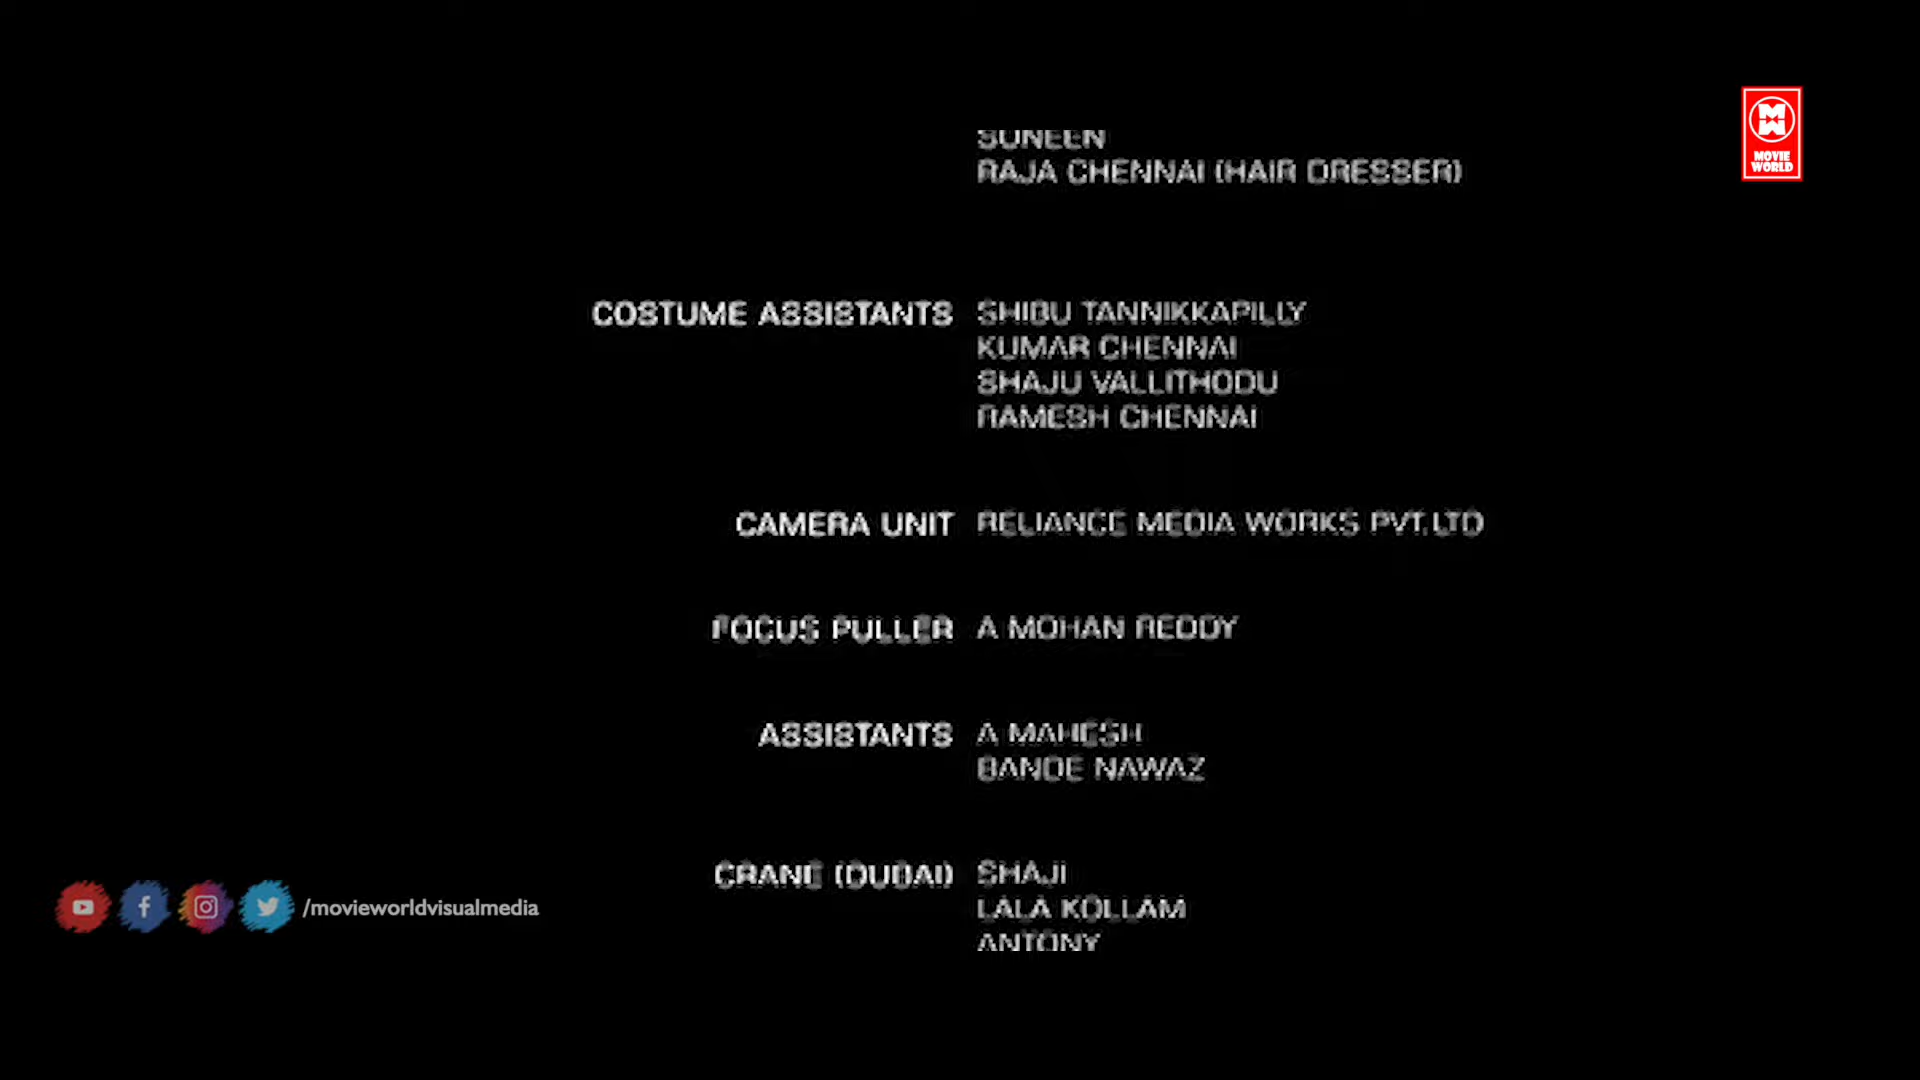 SUNEEN
RAJA CHENNAI (HAIR DRESSER)
MOVIE
WORLD
COSTUME ASSISTANTS SHIBU TANNIKKAPILLY
KUMAR CHENNAI
SHAJU VALLITHODU
RAMESH CHENNAI
CAMERA UNIT RELIANCE MEDIA WORKS PVT.LTD
FOCUS PULLER A MOHAN REDDY
ASSISTANTS A MAHESH
BANDE NAWAZ
CRANE (DUBAI) SHAJI
LALA KOLLAM
ANTONY
/movieworldvisualmedia